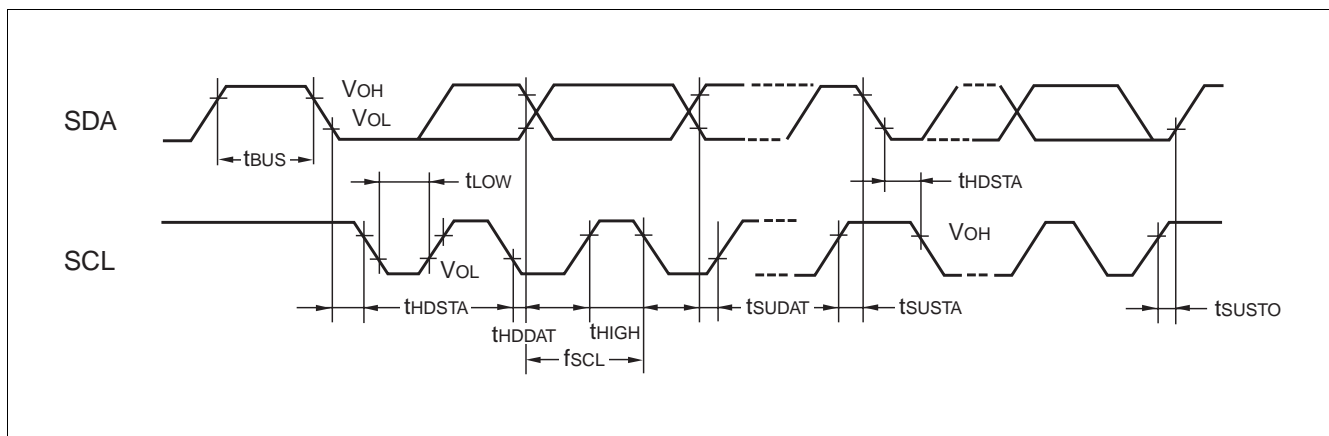 SDA
VOH
VOL
tBUS
tLOW
tHDSTA
SCL
VOL
VOH
tHDSTA
tHDDAT
tHIGH
tSUDAT
tSUSTA
tSUSTO
fSCL